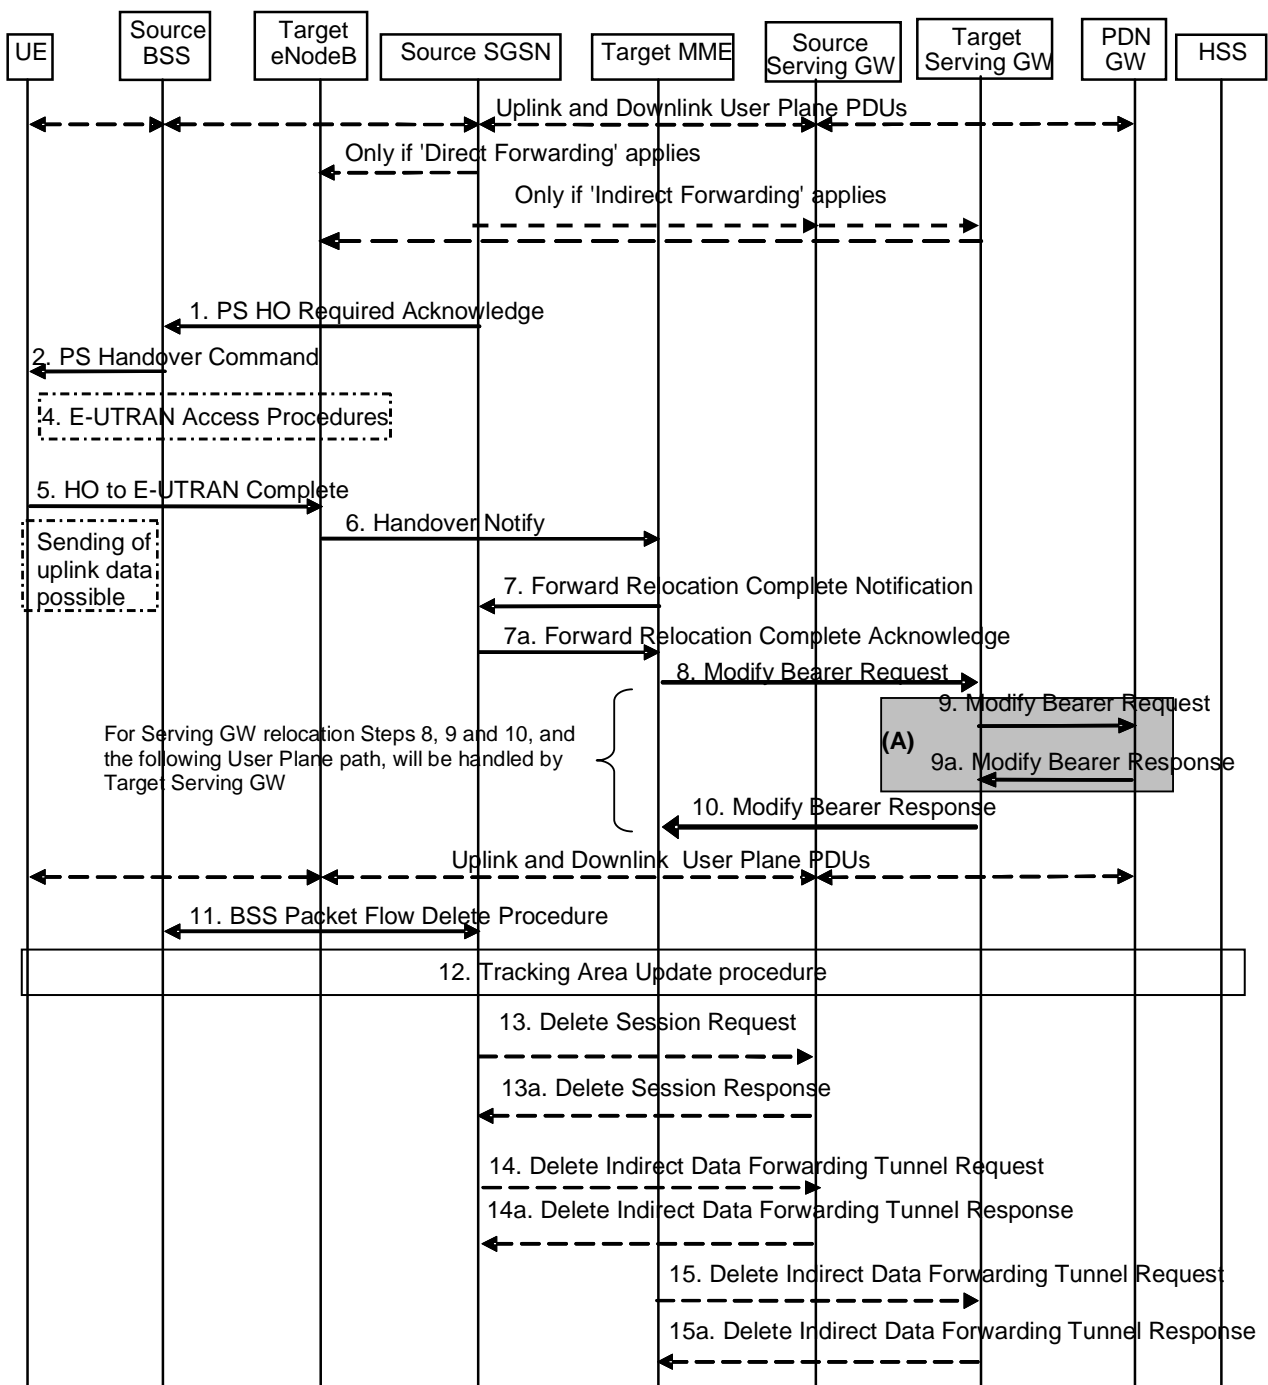 UE
Source
BSS
Target
eNodeB
Source SGSN
Target MME
Source
Serving GW
Target
Serving GW
PDN
GW
HSS
Uplink and Downlink User Plane PDUs
Only if 'Direct Forwarding' applies
Only if 'Indirect Forwarding' applies
1. PS HO Required Acknowledge
2. PS Handover Command
4. E-UTRAN Access Procedures
5. HO to E-UTRAN Complete
6. Handover Notify
Sending of
uplink data
possible
7. Forward Relocation Complete Notification
7a. Forward Relocation Complete Acknowledge
8. Modify Bearer Request
9. Modify Bearer Request
(A)
9a. Modify Bearer Response
For Serving GW relocation Steps 8, 9 and 10, and
the following User Plane path, will be handled by
Target Serving GW
10. Modify Bearer Response
Uplink and Downlink User Plane PDUs
11. BSS Packet Flow Delete Procedure
12. Tracking Area Update procedure
13. Delete Session Request
13a. Delete Session Response
14. Delete Indirect Data Forwarding Tunnel Request
14a. Delete Indirect Data Forwarding Tunnel Response
15. Delete Indirect Data Forwarding Tunnel Request
15a. Delete Indirect Data Forwarding Tunnel Response